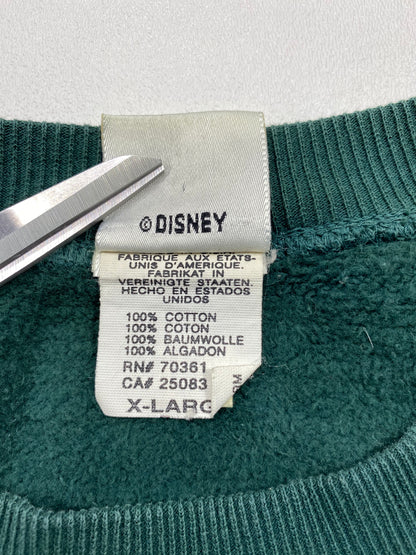 © DISNEY
FABRIQUE AUX ETATS-
UNIS D'AMERIQUE.
FABRIKAT IN
VEREINIGTE STAATEN.
HECHO EN ESTADOS
UNIDOS
100% COTTON
100% COTON
100% BAUMWOLLE
100% ALGADON
RN# 70361
CA# 25083
X-LARG